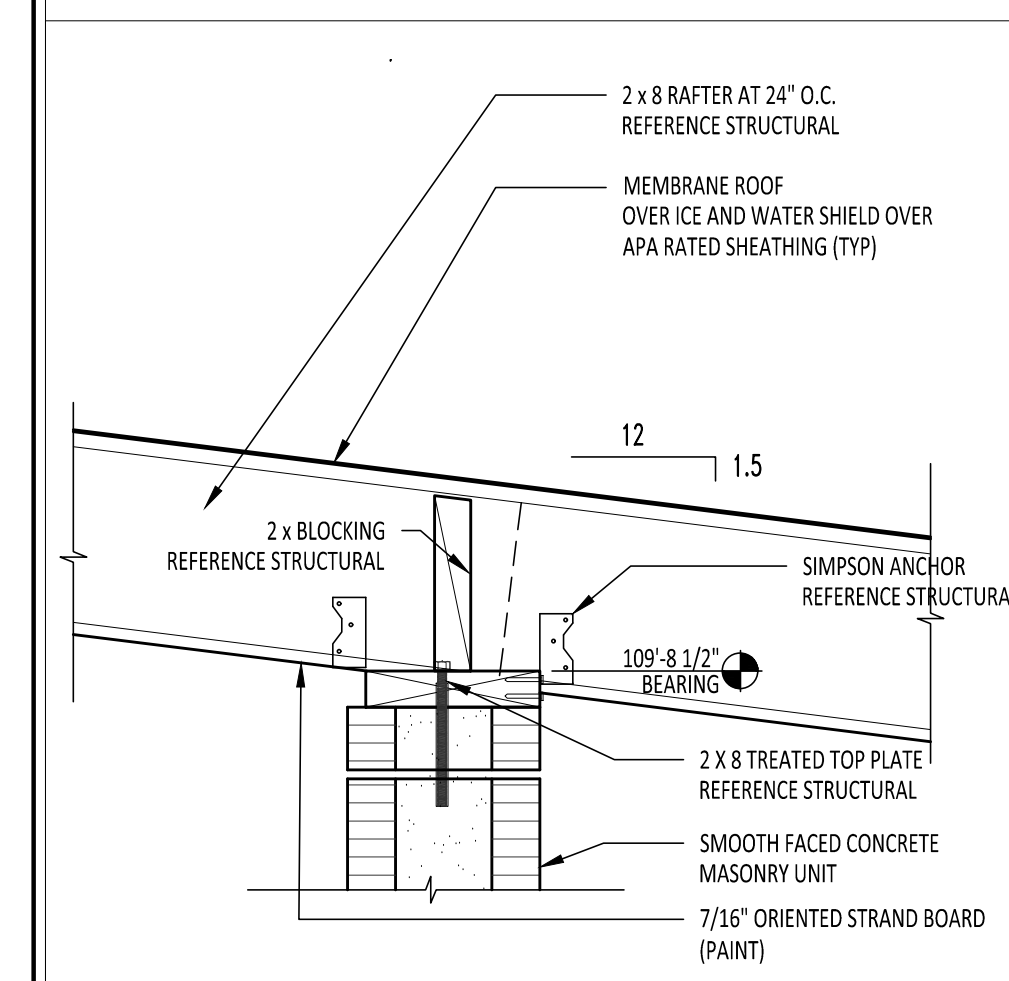 2 x 8 RAFTER AT 24" O.C.
REFERENCE STRUCTURAL
MEMBRANE ROOF
OVER ICE AND WATER SHIELD OVER
APA RATED SHEATHING (TYP)
12
1.5
2 x BLOCKING
REFERENCE STRUCTURAL
SIMPSON ANCHOR
REFERENCE STRUCTURA
109'-8 1/2"
BEARING
2 X 8 TREATED TOP PLATE
REFERENCE STRUCTURAL
SMOOTH FACED CONCRETE
MASONRY UNIT
7/16" ORIENTED STRAND BOARD
(PAINT)